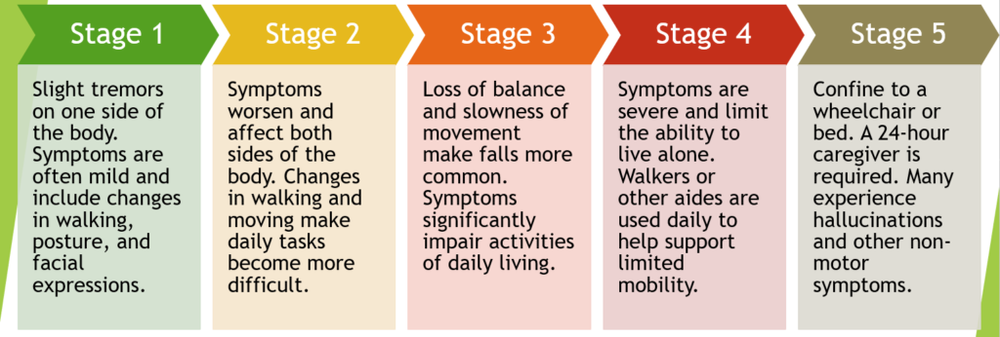 Stage 1
Slight tremors
on one side of
the body.
Symptoms are
often mild and
include changes
in walking,
posture, and
facial
expressions.
Stage 2
Symptoms
worsen and
affect both
sides of the
body. Changes
in walking and
moving make
daily tasks
become more
difficult.
Stage 3
Loss of balance
and slowness of
movement
make falls more
common.
Symptoms
significantly
impair activities
of daily living.
Stage 4
Symptoms are
severe and limit
the ability to
live alone.
Walkers or
other aides are
used daily to
help support
limited
mobility.
Stage 5
Confine to a
wheelchair or
bed. A 24-hour
caregiver is
required. Many
experience
hallucinations
and other non-
motor
symptoms.